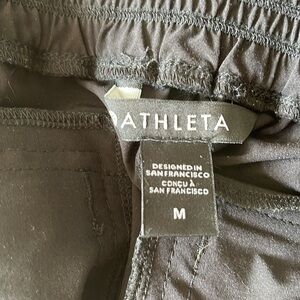 ATHLETA
DESIGNED IN
SAN FRANCISCO
CONÇU À
SAN FRANCISCO
M